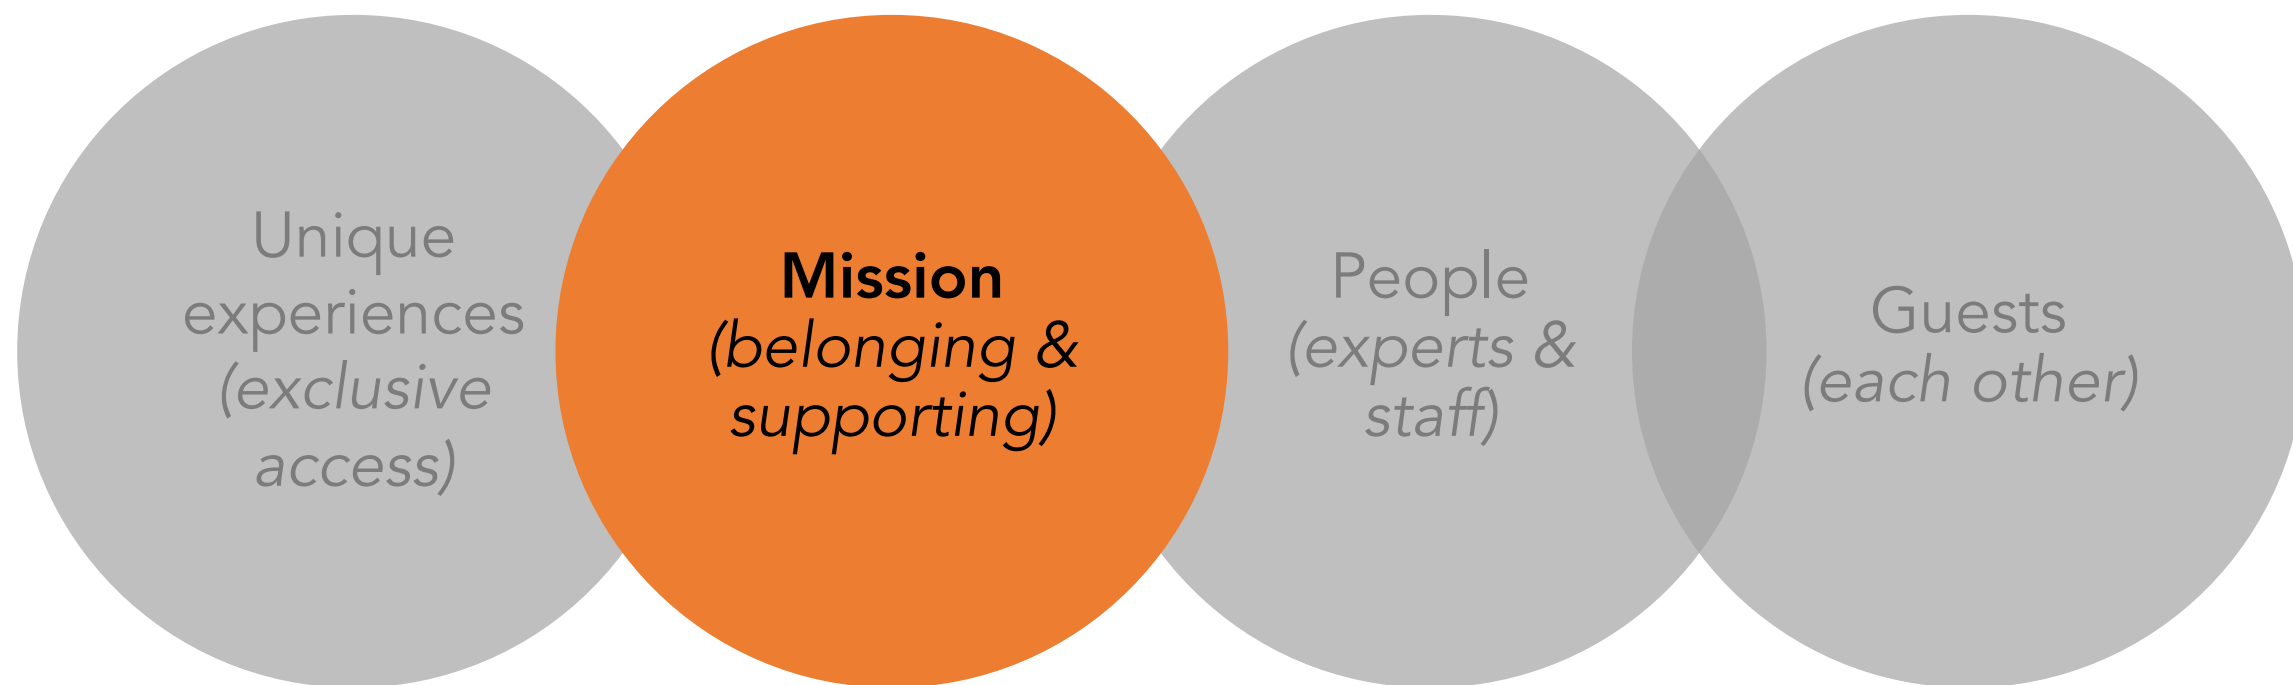 Unique
experiences
(exclusive
access)
Mission
(belonging &
supporting)
People
(experts &
staff)
Guests
(each other)